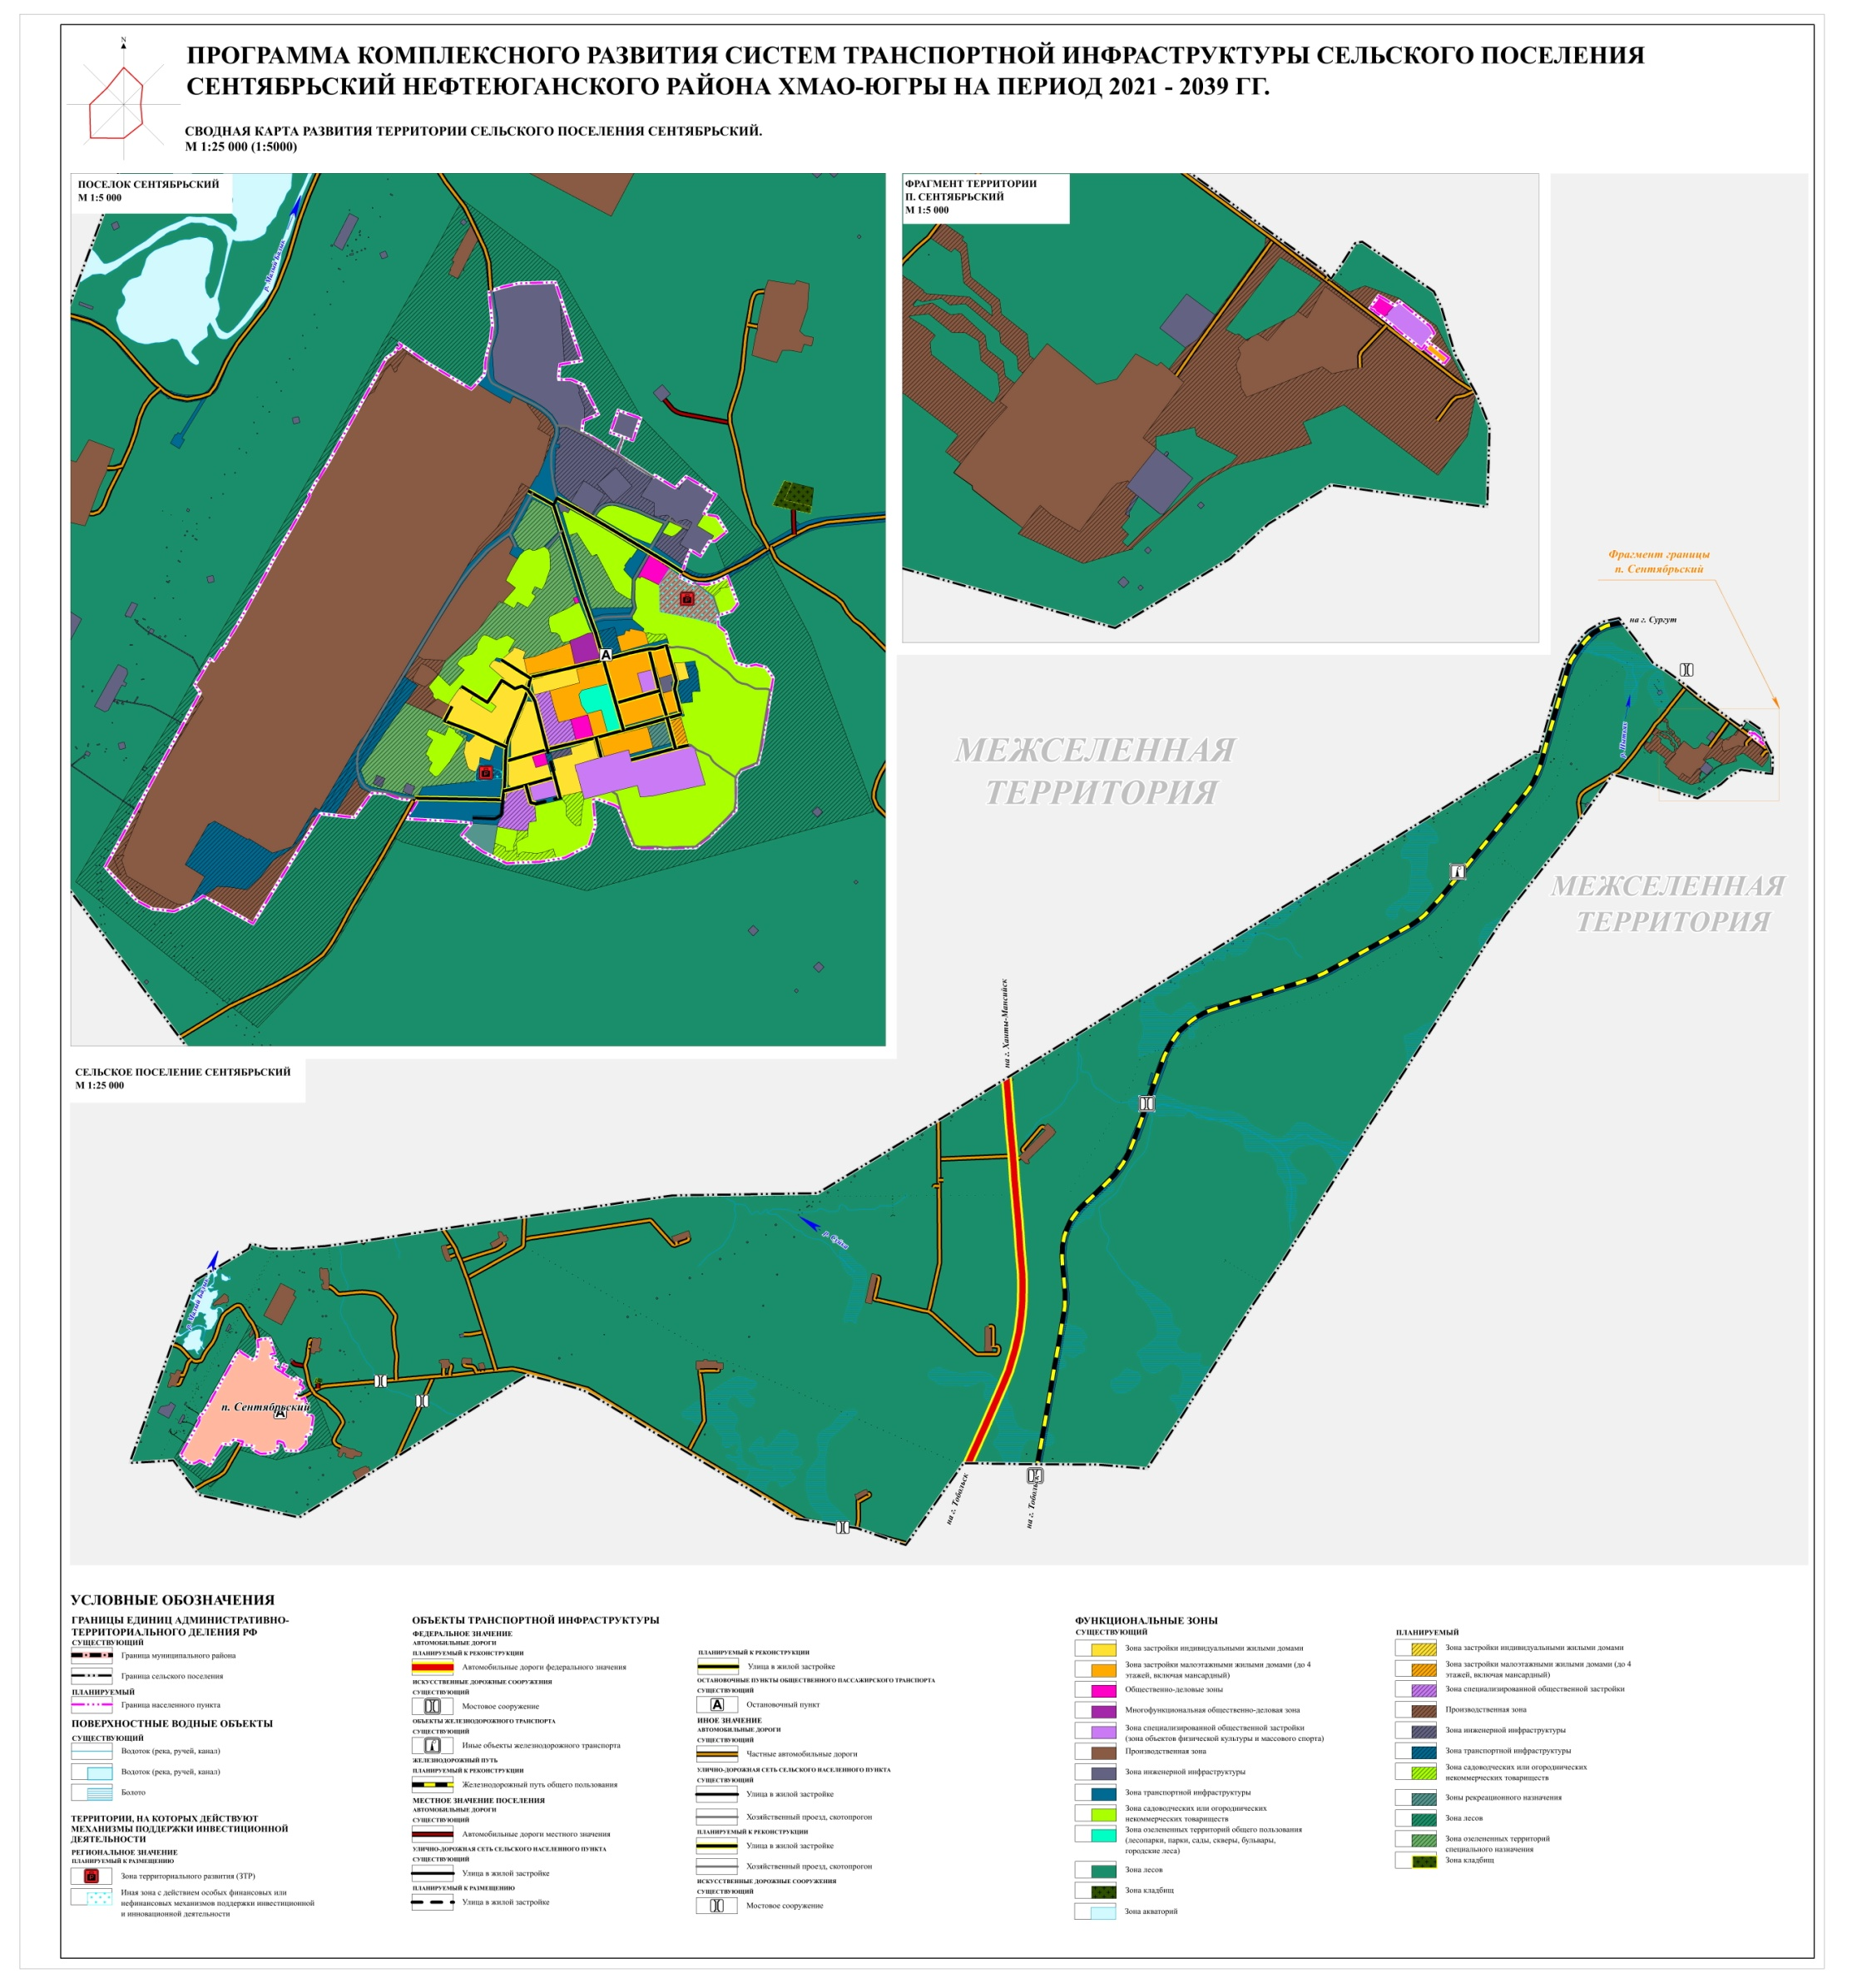 N
ПРОГРАММА КОМПЛЕКСНОГО РАЗВИТИЯ СИСТЕМ ТРАНСПОРТНОЙ ИНФРАСТРУКТУРЫ СЕЛЬСКОГО ПОСЕЛЕНИЯ
СЕНТЯБРЬСКИЙ НЕФТЕЮГАНСКОГО РАЙОНА ХМАО-ЮГРЫ НА ПЕРИОД 2021 - 2039 ГГ.
СВОДНАЯ КАРТА РАЗВИТИЯ ТЕРРИТОРИИ СЕЛЬСКОГО ПОСЕЛЕНИЯ СЕНТЯБРЬСКИЙ.
М 1:25 000 (1:5000)
ПОСЕЛОК СЕНТЯБРЬСКИЙ
М 1:5 000
р. Малый Балык
А
ФРАГМЕНТ ТЕРРИТОРИИ
П. СЕНТЯБРЬСКИЙ
М 1:5 000
Фрагмент границы
п. Сентябрьский
на г. Сургут
МЕЖСЕЛЕННАЯ
ТЕРРИТОРИЯ
МЕЖСЕЛЕННАЯ
ТЕРРИТОРИЯ
на г. Ханты-Мансийск
СЕЛЬСКОЕ ПОСЕЛЕНИЕ СЕНТЯБРЬСКИЙ
М 1:25 000
р. Малый Балык
п. Сентябрьский
А
на г. Тобольск
на г. Тобольск
УСЛОВНЫЕ ОБОЗНАЧЕНИЯ
ГРАНИЦЫ ЕДИНИЦ АДМИНИСТРАТИВНО-
ТЕРРИТОРИАЛЬНОГО ДЕЛЕНИЯ РФ
СУЩЕСТВУЮЩИЙ
Граница муниципального района
Граница сельского поселения
ПЛАНИРУЕМЫЙ
Граница населенного пункта
ПОВЕРХНОСТНЫЕ ВОДНЫЕ ОБЪЕКТЫ
СУЩЕСТВУЮЩИЙ
Водоток (река, ручей, канал)
Водоток (река, ручей, канал)
Болото
ТЕРРИТОРИИ, НА КОТОРЫХ ДЕЙСТВУЮТ
МЕХАНИЗМЫ ПОДДЕРЖКИ ИНВЕСТИЦИОННОЙ
ДЕЯТЕЛЬНОСТИ
РЕГИОНАЛЬНОЕ ЗНАЧЕНИЕ
ПЛАНИРУЕМЫЙ К РАЗМЕЩЕНИЮ
Зона территориального развития (ЗТР)
Иная зона с действием особых финансовых или
нефинансовых механизмов поддержки инвестиционной
и инновационной деятельности
ОБЪЕКТЫ ТРАНСПОРТНОЙ ИНФРАСТРУКТУРЫ
ФЕДЕРАЛЬНОЕ ЗНАЧЕНИЕ
АВТОМОБИЛЬНЫЕ ДОРОГИ
ПЛАНИРУЕМЫЙ К РЕКОНСТРУКЦИИ
Автомобильные дороги федерального значения
ИСКУССТВЕННЫЕ ДОРОЖНЫЕ СООРУЖЕНИЯ
СУЩЕСТВУЮЩИЙ
Мостовое сооружение
ОБЪЕКТЫ ЖЕЛЕЗНОДОРОЖНОГО ТРАНСПОРТА
СУЩЕСТВУЮЩИЙ
Иные объекты железнодорожного транспорта
ЖЕЛЕЗНОДОРОЖНЫЙ ПУТЬ
ПЛАНИРУЕМЫЙ К РЕКОНСТРУКЦИИ
Железнодорожный путь общего пользования
МЕСТНОЕ ЗНАЧЕНИЕ ПОСЕЛЕНИЯ
АВТОМОБИЛЬНЫЕ ДОРОГИ
СУЩЕСТВУЮЩИЙ
Автомобильные дороги местного значения
УЛИЧНО-ДОРОЖНАЯ СЕТЬ СЕЛЬСКОГО НАСЕЛЕННОГО ПУНКТА
СУЩЕСТВУЮЩИЙ
Улица в жилой застройке
ПЛАНИРУЕМЫЙ К РАЗМЕЩЕНИЮ
Улица в жилой застройке
ПЛАНИРУЕМЫЙ К РЕКОНСТРУКЦИИ
Улица в жилой застройке
ОСТАНОВОЧНЫЕ ПУНКТЫ ОБЩЕСТВЕННОГО ПАССАЖИРСКОГО ТРАНСПОРТА
СУЩЕСТВУЮЩИЙ
А
Остановочный пункт
ИНОЕ ЗНАЧЕНИЕ
АВТОМОБИЛЬНЫЕ ДОРОГИ
СУЩЕСТВУЮЩИЙ
Частные автомобильные дороги
УЛИЧНО-ДОРОЖНАЯ СЕТЬ СЕЛЬСКОГО НАСЕЛЕННОГО ПУНКТА
СУЩЕСТВУЮЩИЙ
Улица в жилой застройке
Хозяйственный проезд, скотопрогон
ПЛАНИРУЕМЫЙ К РЕКОНСТРУКЦИИ
Улица в жилой застройке
Хозяйственный проезд, скотопрогон
ИСКУССТВЕННЫЕ ДОРОЖНЫЕ СООРУЖЕНИЯ
СУЩЕСТВУЮЩИЙ
Мостовое сооружение
ФУНКЦИОНАЛЬНЫЕ ЗОНЫ
СУЩЕСТВУЮЩИЙ
Зона застройки индивидуальными жилыми домами
Зона застройки малоэтажными жилыми домами (до 4
этажей, включая мансардный)
Общественно-деловые зоны
Многофункциональная общественно-деловая зона
Зона специализированной общественной застройки
(зона объектов физической культуры и массового спорта)
Производственная зона
Зона инженерной инфраструктуры
Зона транспортной инфраструктуры
Зона садоводческих или огороднических
некоммерческих товариществ
Зона озелененных территорий общего пользования
(лесопарки, парки, сады, скверы, бульвары,
городские леса)
Зона лесов
Зона кладбищ
Зона акваторий
ПЛАНИРУЕМЫЙ
Зона застройки индивидуальными жилыми домами
Зона застройки малоэтажными жилыми домами (до 4
этажей, включая мансардный)
Зона специализированной общественной застройки
Производственная зона
Зона инженерной инфраструктуры
Зона транспортной инфраструктуры
Зона садоводческих или огороднических
некоммерческих товариществ
Зоны рекреационного назначения
Зона лесов
Зона озелененных территорий
специального назначения
Зона кладбищ